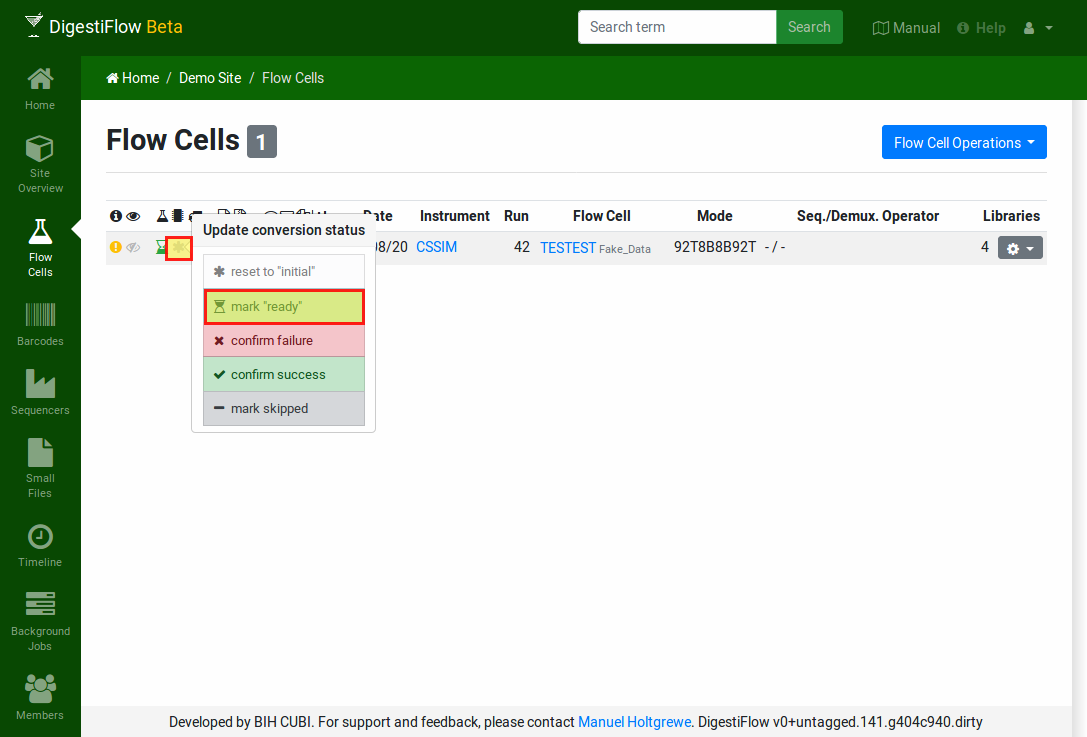 DigestiFlow Beta
Search term
Search
Manual
Help
Home / Demo Site / Flow Cells
Home
Site
Overview
Flow
Cells
Barcodes
Sequencers
Small
Files
Timeline
Background
Jobs
Members
Flow Cells 1
Flow Cell Operations
Instrument Run Flow Cell Mode Seq./Demux. Operator Libraries
CSSIM 42 TESTEST Fake_Data 92T8B8B92T -/- 4
Update conversion status
reset to "initial"
mark "ready"
confirm failure
confirm success
mark skipped
Developed by BIH CUBI. For support and feedback, please contact Manuel Holtgrewe. DigestiFlow v0+untagged.141.g404c940.dirty